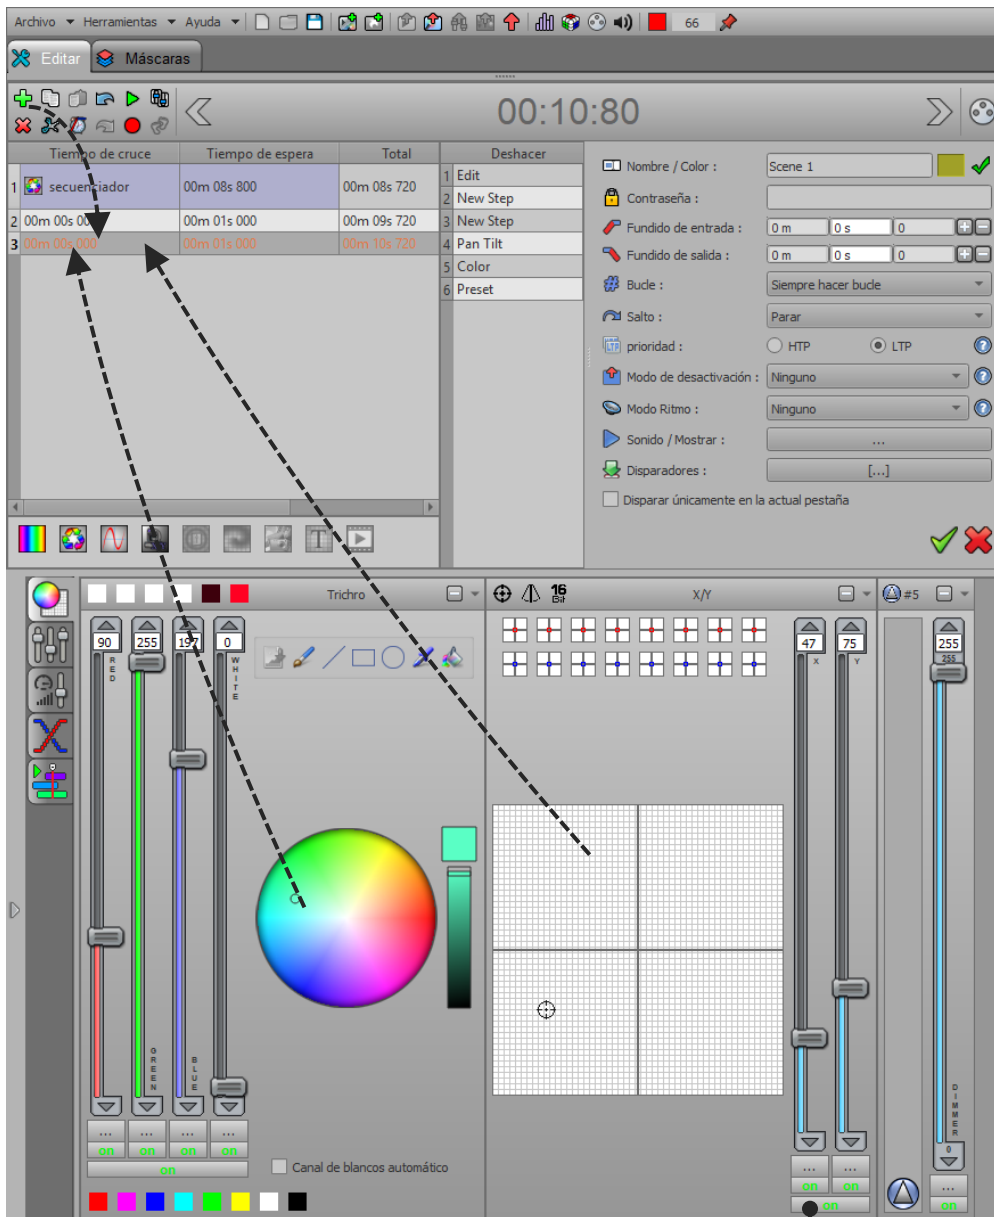 Archivo Herramientas Ayuda 66
Editar Máscaras
00:10:80
Tiempo de cruce Tiempo de espera Total
1 secuenciador 00m 08s 800 00m 08s 720
2 00m 00s 000 00m 01s 000 00m 09s 720
3 00m 00s 000 00m 01s 000 00m 10s 720
Deshacer
1 Edit
2 New Step
3 New Step
4 Pan Tilt
5 Color
6 Preset
Nombre / Color : Scene 1
Contraseña :
Fundido de entrada : 0 m 0 s 0
Fundido de salida : 0 m 0 s 0
Bucle : Siempre hacer bucle
Salto : Parar
LTP prioridad : HTP LTP
Modo de desactivación : Ninguno
Modo Ritmo : Ninguno
Sonido / Mostrar : ...
Disparadores : [...]
Disparar únicamente en la actual pestaña
T
Trichro
90 255 197 0
RED
WHITE
GREEN
BLUE
... ... ... ...
on on on on
on
Canal de blancos automático
16 Bit X/Y
47 75
X Y
... ...
on on
on
#5
255
255
DIMMER
0
...
on